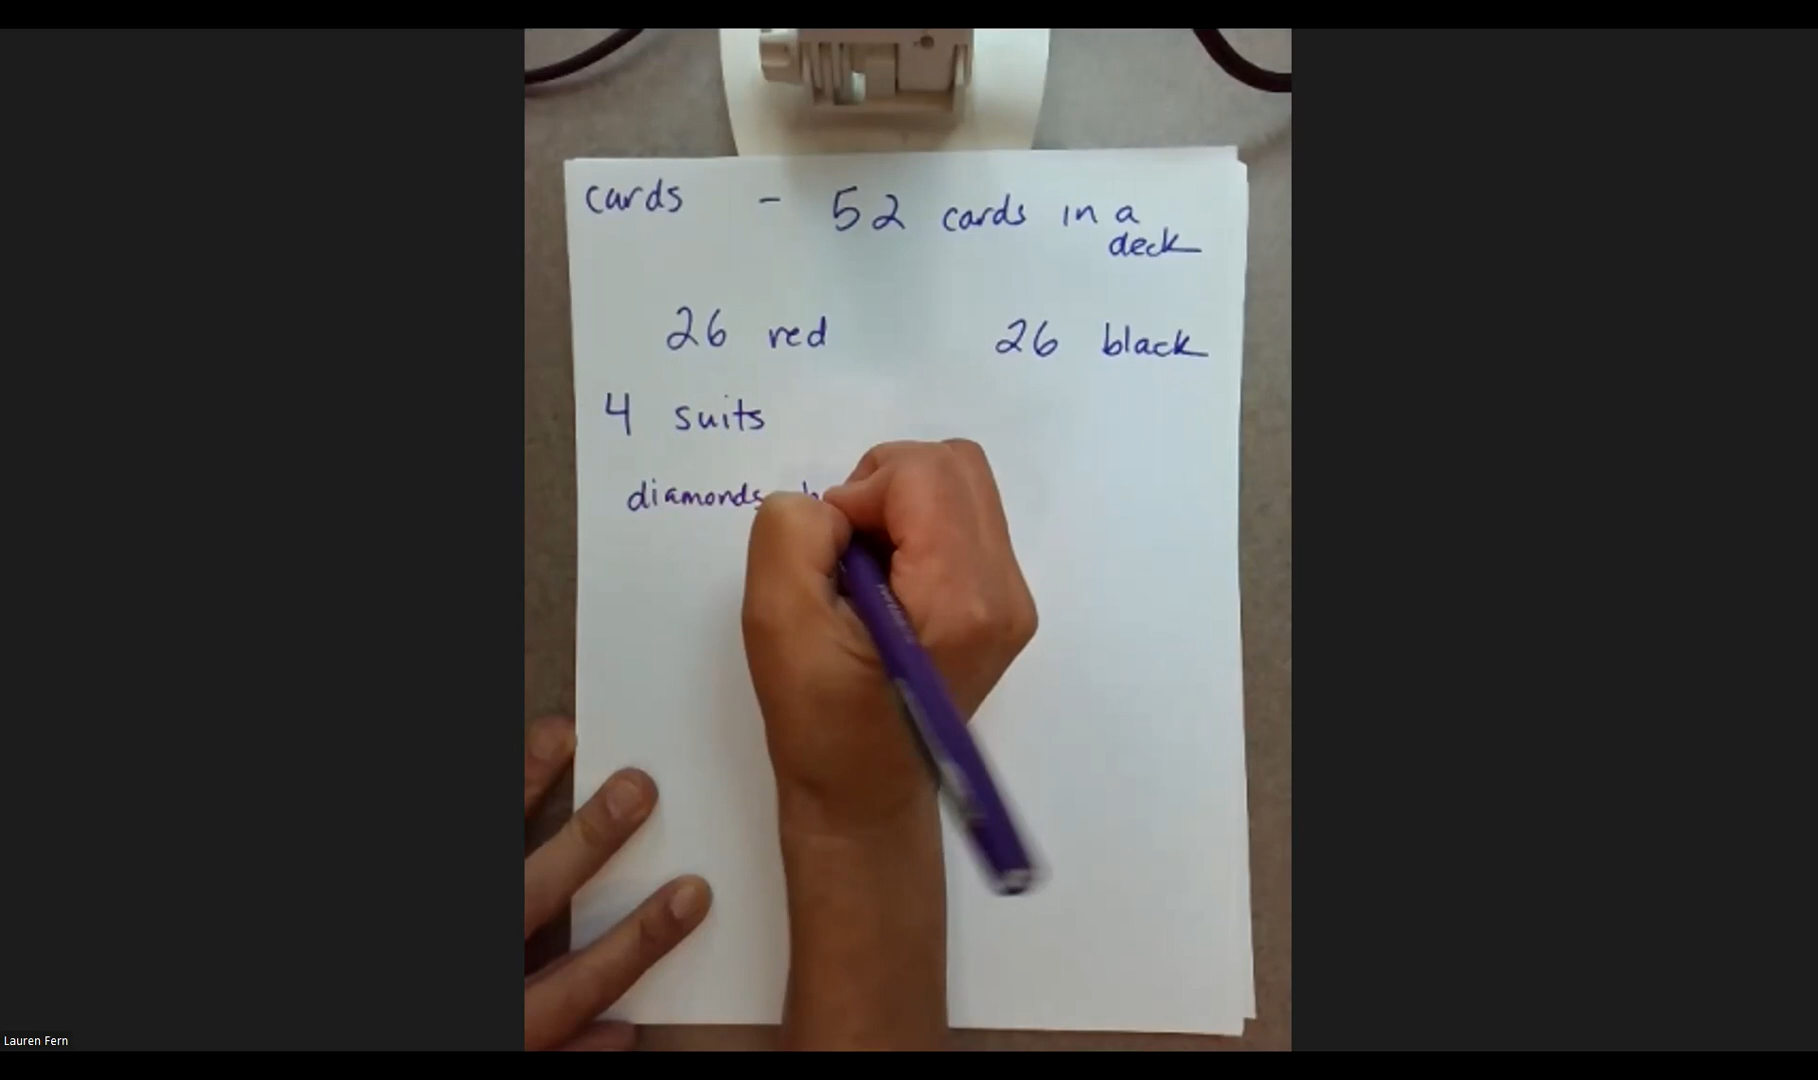 cards - 52 cards in a
deck
26 red 26 black
4 suits
diamonds
Lauren Fern